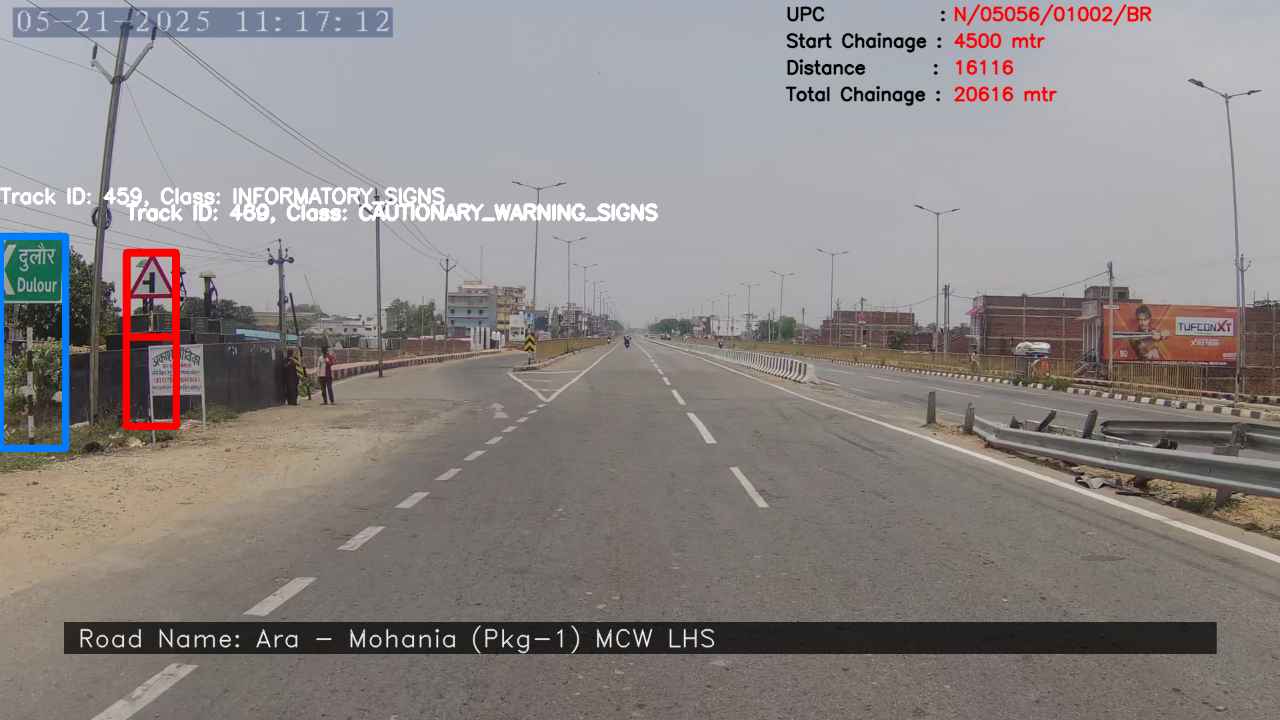 05-21-2025 11:17:12
UPC : N/05056/01002/BR
Start Chainage : 4500 mtr
Distance : 16116
Total Chainage : 20616 mtr
Track ID: 459, Class: INFORMATORY_SIGNS
Track ID: 469, Class: CAUTIONARY_WARNING_SIGNS
दुलौर
Dulour
TUFCONXT
Road Name: Ara - Mohania (Pkg-1) MCW LHS